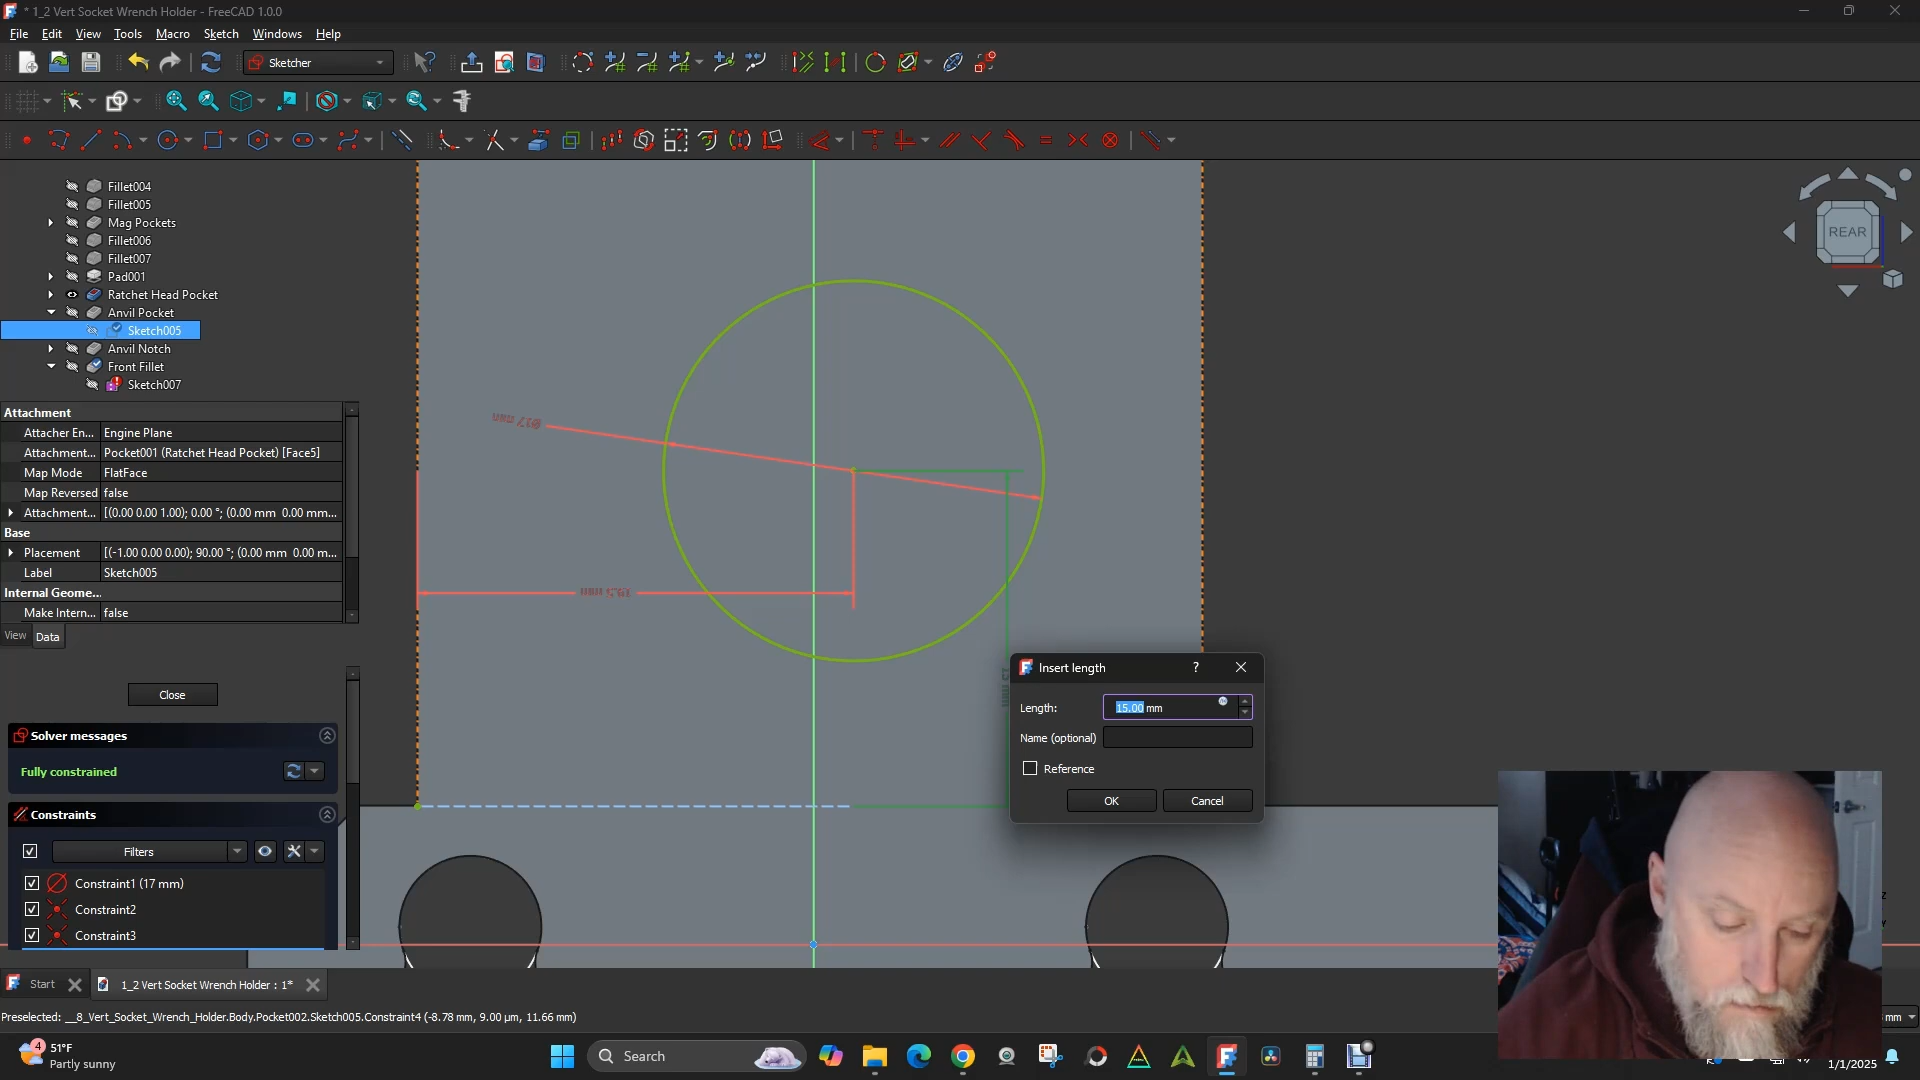 * 1_2 Vert Socket Wrench Holder - FreeCAD 1.0.0
File Edit View Tools Macro Sketch Windows Help
Sketcher
Fillet004
Fillet005
Mag Pockets
Fillet006
Fillet007
Pad001
Ratchet Head Pocket
Anvil Pocket
Sketch005
Anvil Notch
Front Fillet
Sketch007
Attachment
Attacher En... Engine Plane
Attachment... Pocket001 (Ratchet Head Pocket) [Face5]
Map Mode FlatFace
Map Reversed false
Attachment... [(0.00 0.00 1.00); 0.00 °; (0.00 mm 0.00 mm...
Base
Placement [(-1.00 0.00 0.00); 90.00 °; (0.00 mm 0.00 m...
Label Sketch005
Internal Geome...
Make Intern... false
View Data
Close
Solver messages
Fully constrained
Constraints
Filters
Constraint1 (17 mm)
Constraint2
Constraint3
Ø17 mm
19.5 mm
REAR
Insert length ?
Length: 15.00 mm
Name (optional)
Reference
OK Cancel
Start 1_2 Vert Socket Wrench Holder : 1*
Preselected: __8_Vert_Socket_Wrench_Holder.Body.Pocket002.Sketch005.Constraint4 (-8.78 mm, 9.00 µm, 11.66 mm)
mm
4
51°F
Partly sunny
Search
1/1/2025